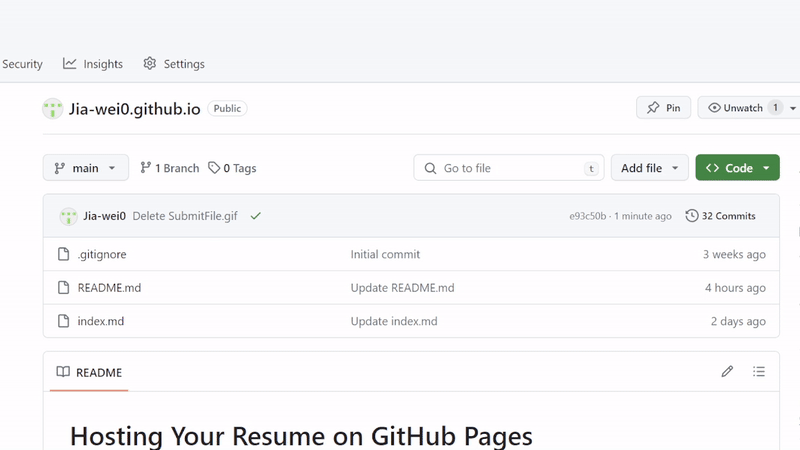 Security Insights Settings
Jia-wei0.github.io Public Pin Unwatch 1
main 1 Branch 0 Tags Go to file t Add file Code
Jia-wei0 Delete SubmitFile.gif e93c50b · 1 minute ago 32 Commits
.gitignore Initial commit 3 weeks ago
README.md Update README.md 4 hours ago
index.md Update index.md 2 days ago
README
Hosting Your Resume on GitHub Pages